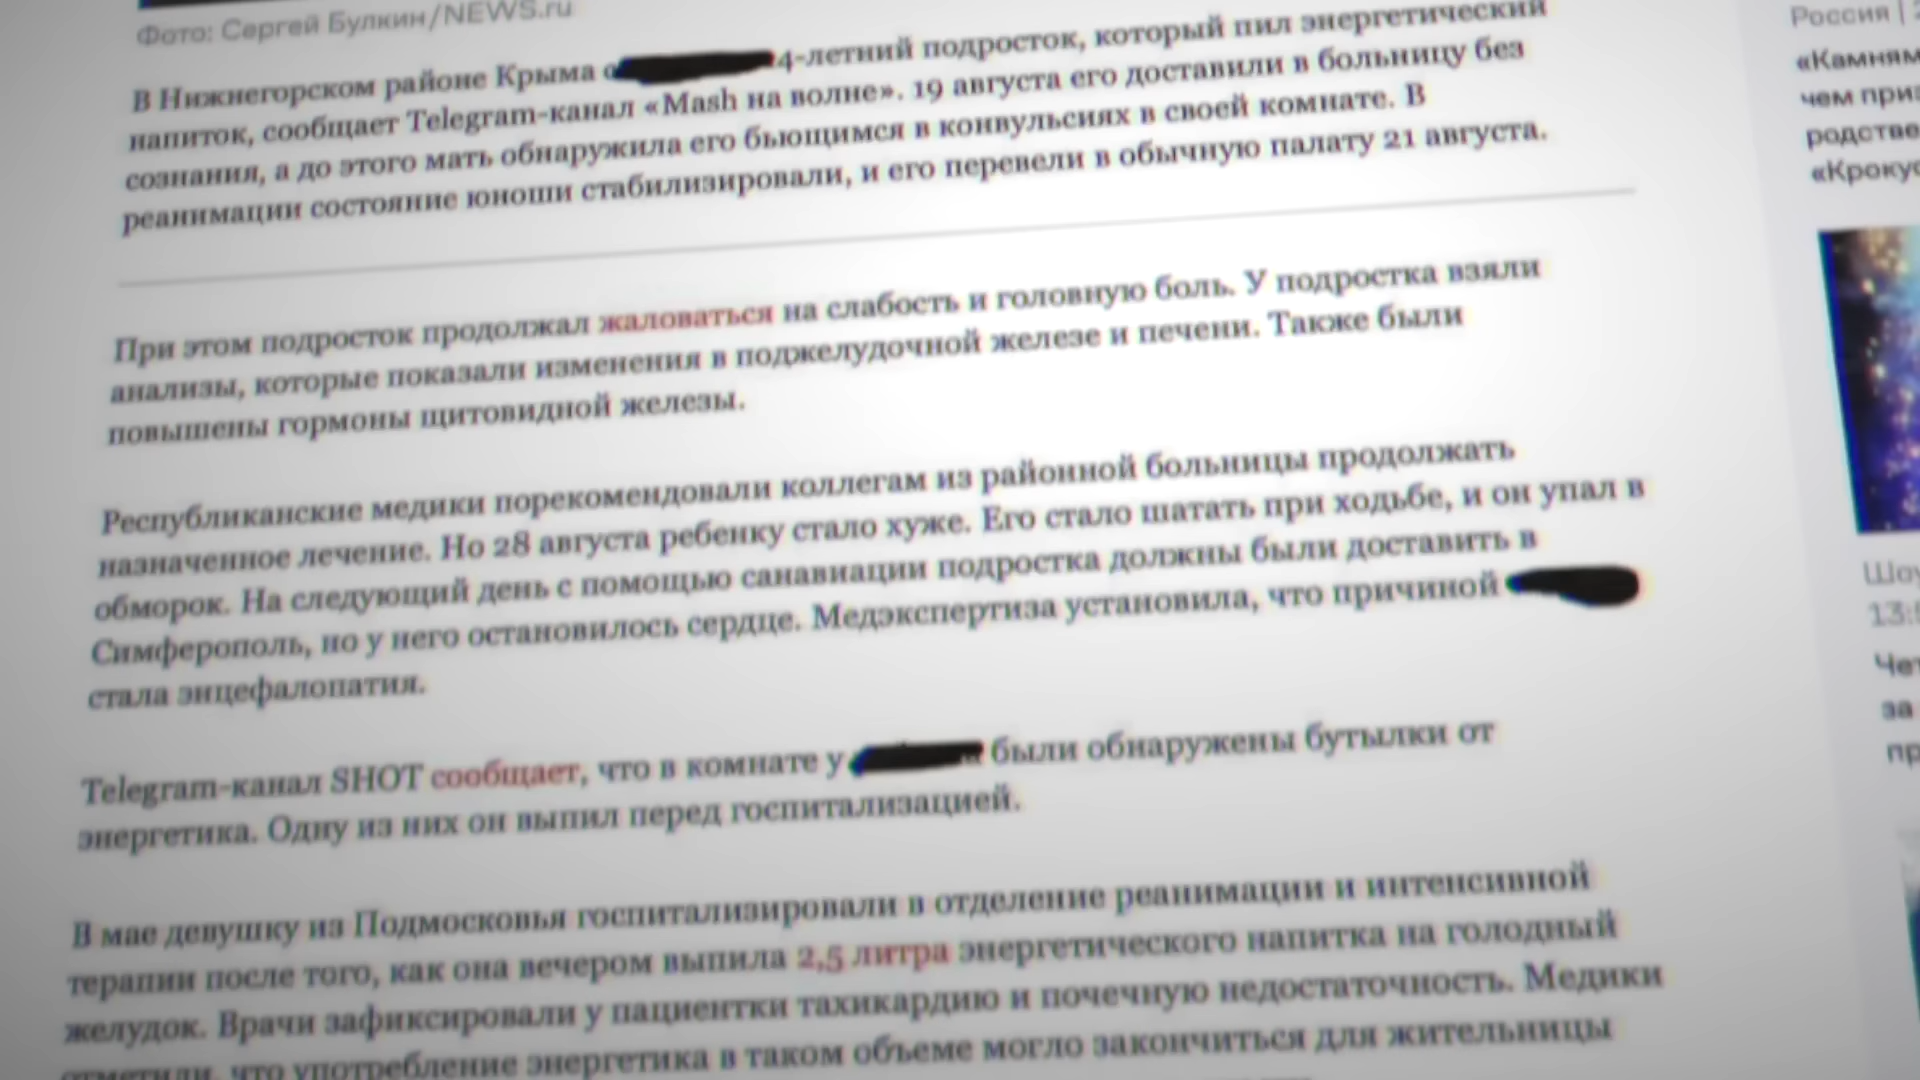 Фото: Сергей Булкин/NEWS.ru
В Нижнегорском районе Крыма 4-летний подросток, который пил энергетический
напиток, сообщает Telegram-канал «Mash на волне». 19 августа его доставили в больницу без
сознания, а до этого мать обнаружила его бьющимся в конвульсиях в своей комнате. В
реанимации состояние юноши стабилизировали, и его перевели в обычную палату 21 августа.
При этом подросток продолжал жаловаться на слабость и головную боль. У подростка взяли
анализы, которые показали изменения в поджелудочной железе и печени. Также были
повышены гормоны щитовидной железы.
Республиканские медики порекомендовали коллегам из районной больницы продолжать
назначенное лечение. Но 28 августа ребенку стало хуже. Его стало шатать при ходьбе, и он упал в
обморок. На следующий день с помощью санавиации подростка должны были доставить в
Симферополь, но у него остановилось сердце. Медэкспертиза установила, что причиной
стала энцефалопатия.
Telegram-канал SHOT сообщает, что в комнате у были обнаружены бутылки от
энергетика. Одну из них он выпил перед госпитализацией.
В мае девушку из Подмосковья госпитализировали в отделение реанимации и интенсивной
терапии после того, как она вечером выпила 2,5 литра энергетического напитка на голодный
желудок. Врачи зафиксировали у пациентки тахикардию и почечную недостаточность. Медики
отметили, что употребление энергетика в таком объеме могло закончиться для жительницы
Россия |
«Камням
чем приз
родстве
«Крокус
Шоу
13:
Чет
за
пр